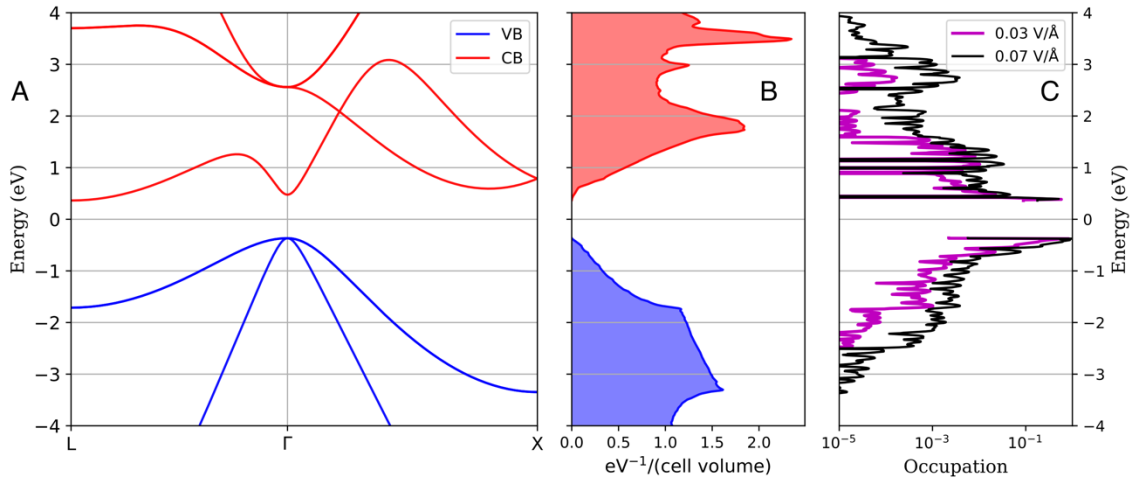 A
Energy (eV)
4
3
2
1
0
−1
−2
−3
−4
L
Γ
X
VB
CB
B
0.0
0.5
1.0
1.5
2.0
eV⁻¹/(cell volume)
C
0.03 V/Å
0.07 V/Å
10⁻⁵
10⁻³
10⁻¹
Occupation
4
3
2
1
0
−1
−2
−3
−4
Energy (eV)